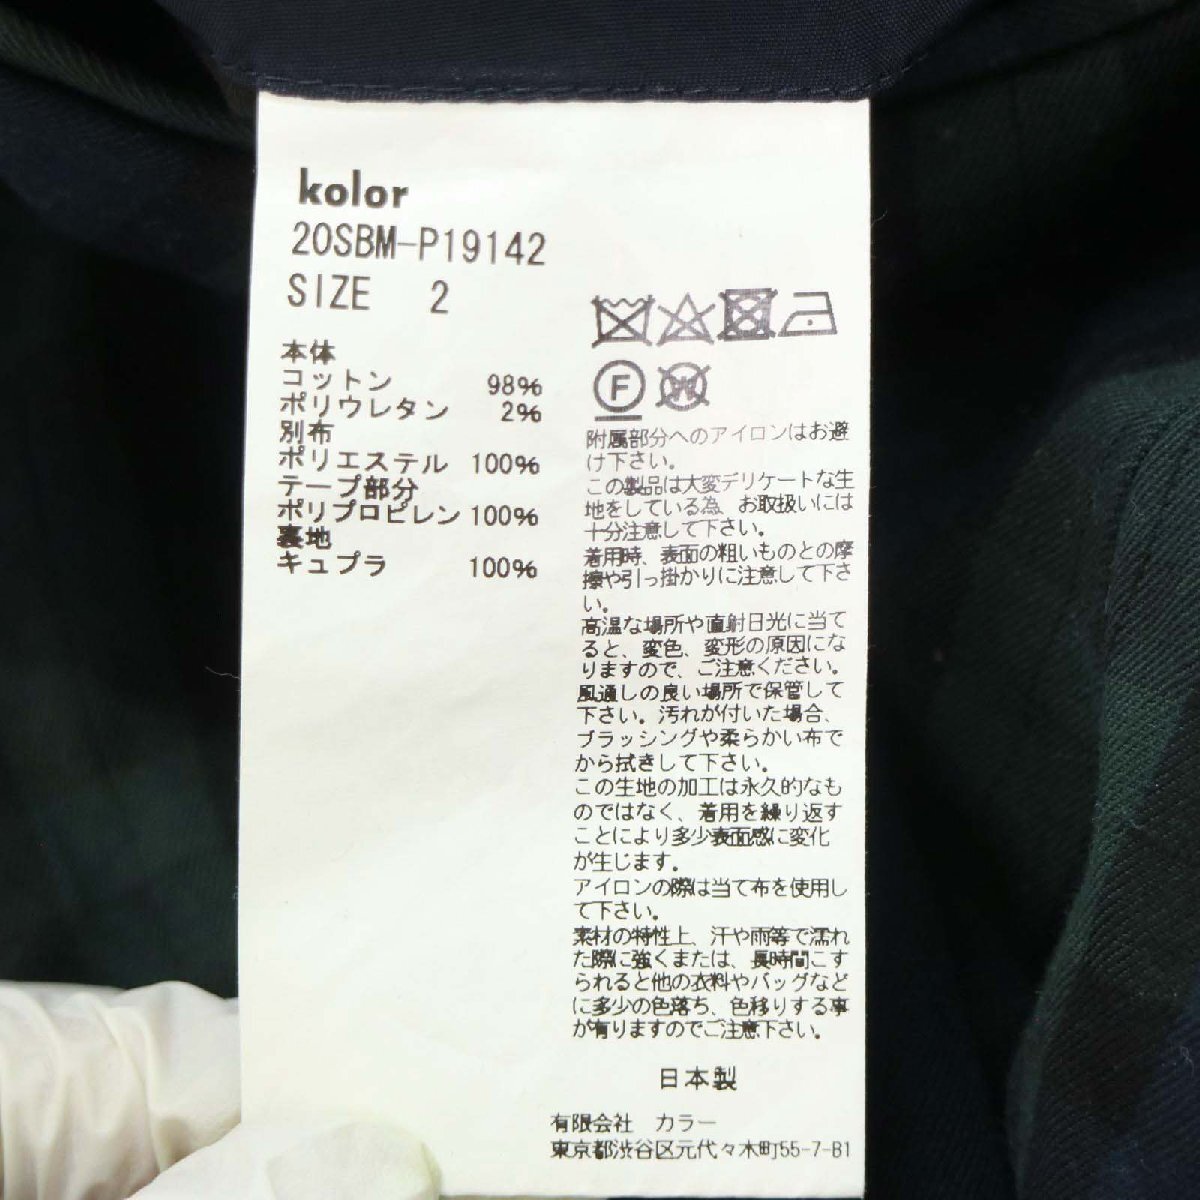 kolor
20SBM-P19142
SIZE 2
本体
コットン 98%
ポリウレタン 2%
別布
ポリエステル 100%
テープ部分
ポリプロピレン 100%
裏地
キュプラ 100%
F
W
附属部分へのアイロンはお避
け下さい。
この製品は大変デリケートな生
地をしている為、お取扱いには
十分注意して下さい。
着用時、表面の粗いものとの摩
擦や引っ掛かりに注意して下さ
い。
高温な場所や直射日光に当て
ると、変色、変形の原因にな
りますので、ご注意ください。
風通しの良い場所で保管して
下さい。汚れが付いた場合、
ブラッシングや柔らかい布で
から拭きして下さい。
この生地の加工は永久的なも
のではなく、着用を繰り返す
ことにより多少表面感に変化
が生じます。
アイロンの際は当て布を使用し
て下さい。
素材の特性上、汗や雨等で濡れ
た際に強くまたは、長時間こす
られると他の衣料やバッグなど
に多少の色落ち、色移りする事
が有りますのでご注意下さい。
日本製
有限会社 カラー
東京都渋谷区元代々木町55-7-B1